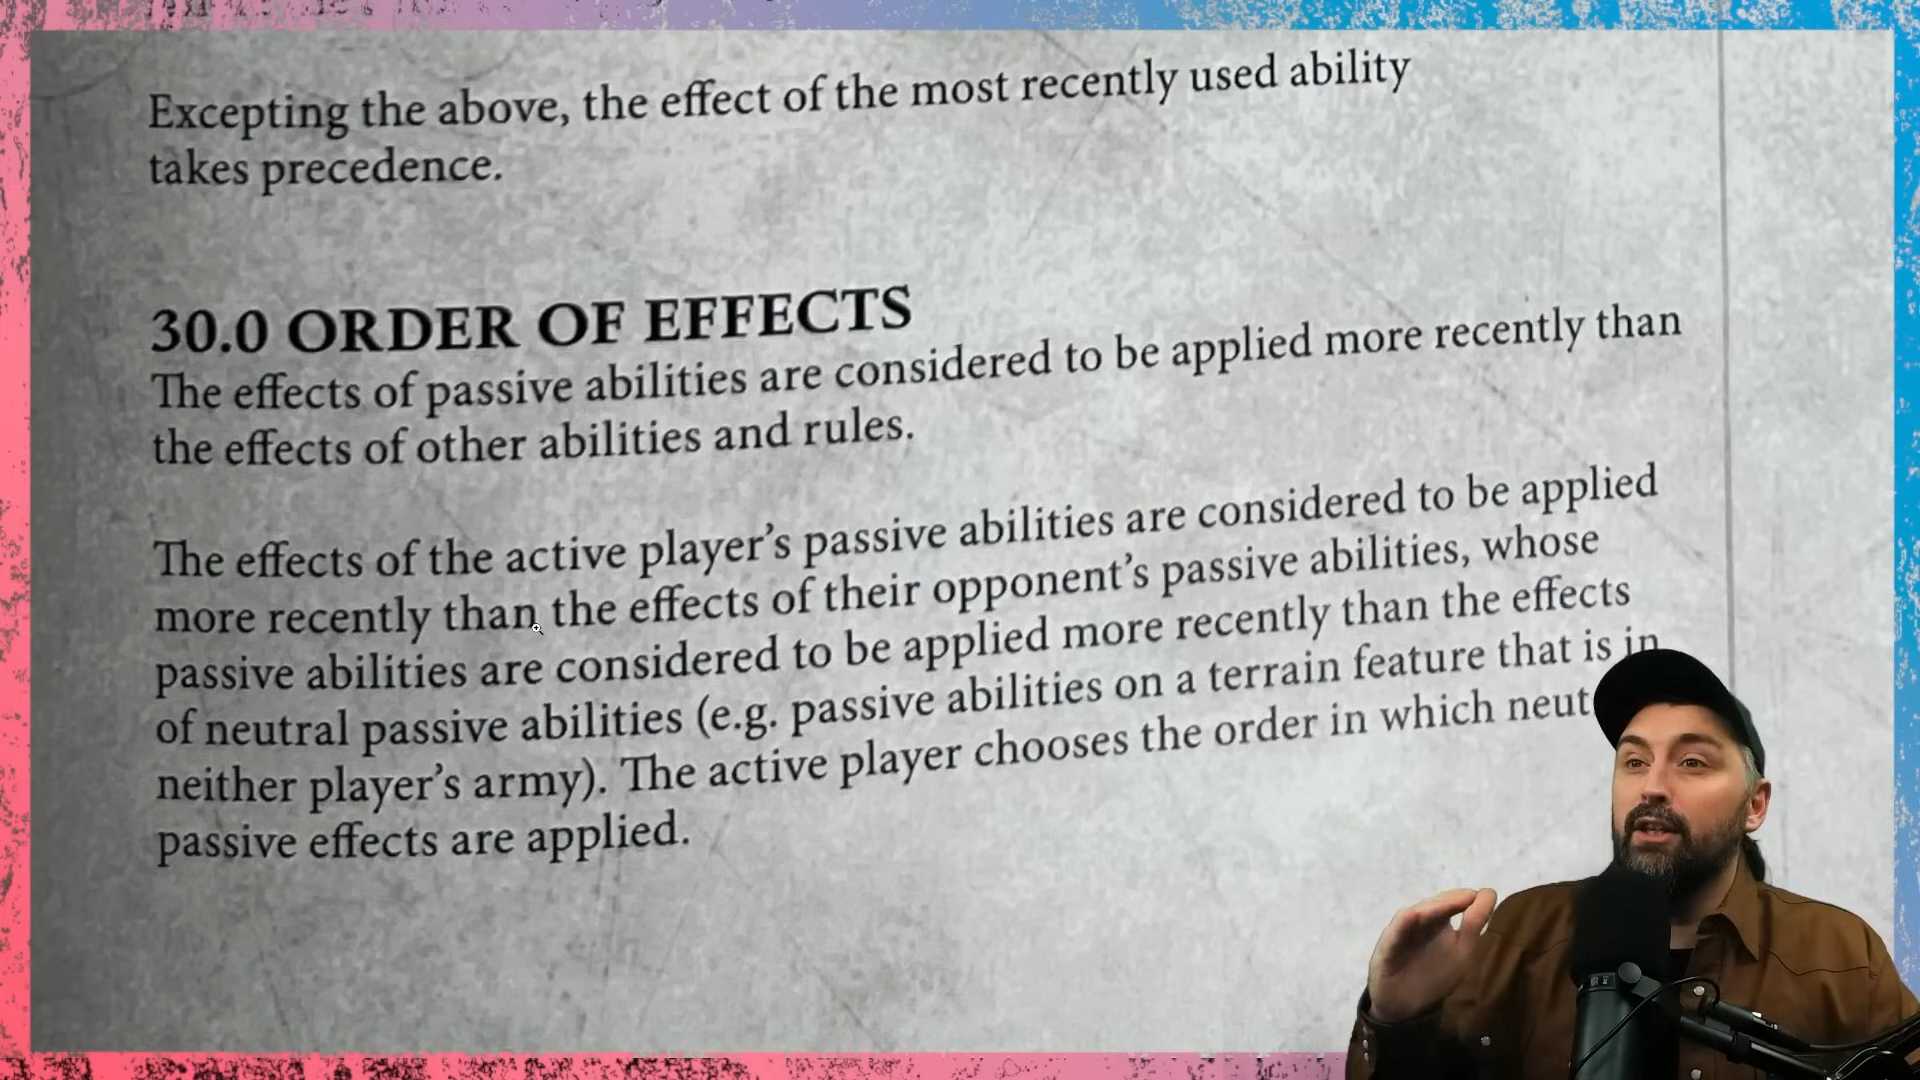 Excepting the above, the effect of the most recently used ability
takes precedence.
30.0 ORDER OF EFFECTS
The effects of passive abilities are considered to be applied more recently than
the effects of other abilities and rules.
The effects of the active player's passive abilities are considered to be applied
more recently than the effects of their opponent's passive abilities, whose
passive abilities are considered to be applied more recently than the effects
of neutral passive abilities (e.g. passive abilities on a terrain feature that is in
neither player's army). The active player chooses the order in which
passive effects are applied.